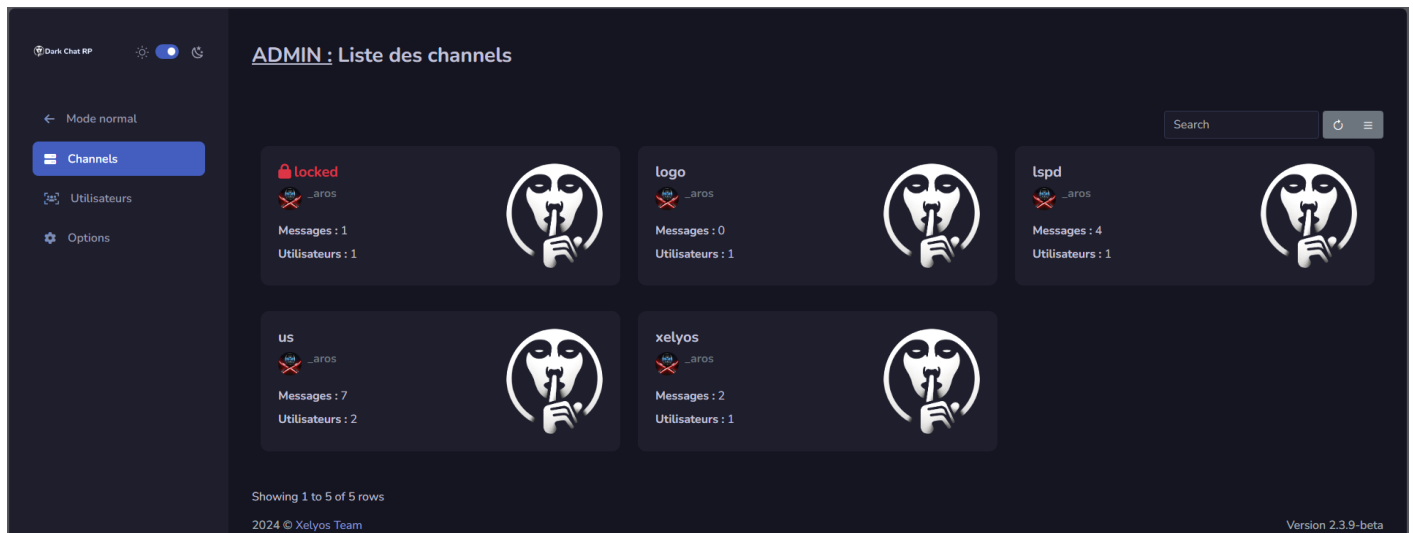 Dark Chat RP
ADMIN : Liste des channels
Mode normal
Channels
Utilisateurs
Options
Search
locked
_aros
Messages : 1
Utilisateurs : 1
logo
_aros
Messages : 0
Utilisateurs : 1
lspd
_aros
Messages : 4
Utilisateurs : 1
us
_aros
Messages : 7
Utilisateurs : 2
xelyos
_aros
Messages : 2
Utilisateurs : 1
Showing 1 to 5 of 5 rows
2024 © Xelyos Team
Version 2.3.9-beta